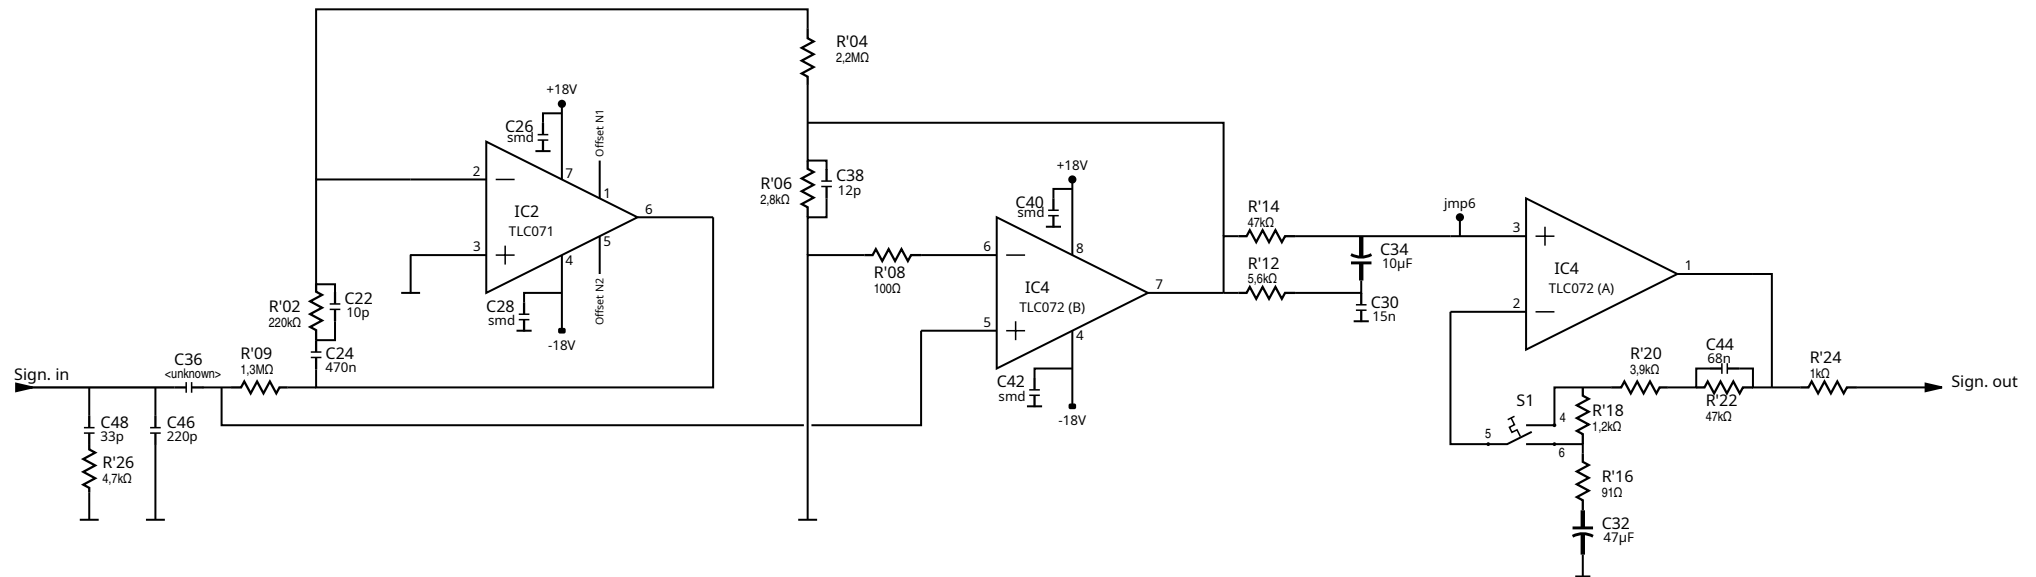 R'04
2,2MΩ
+18V
C26
smd
Offset N1
2
7
1
IC2
TLC071
6
3
5
4
C28
smd
Offset N2
-18V
R'02
220kΩ
C22
10p
C24
470n
Sign. in
C36
<unknown>
R'09
1,3MΩ
C48
33p
C46
220p
R'26
4,7kΩ
R'06
2,8kΩ
C38
12p
R'08
100Ω
+18V
C40
smd
6
8
IC4
TLC072 (B)
7
5
4
C42
smd
-18V
R'14
47kΩ
R'12
5,6kΩ
C34
10µF
C30
15n
jmp6
3
IC4
TLC072 (A)
1
2
S1
5
4
6
R'18
1,2kΩ
R'16
91Ω
C32
47µF
R'20
3,9kΩ
C44
68n
R'22
47kΩ
R'24
1kΩ
Sign. out